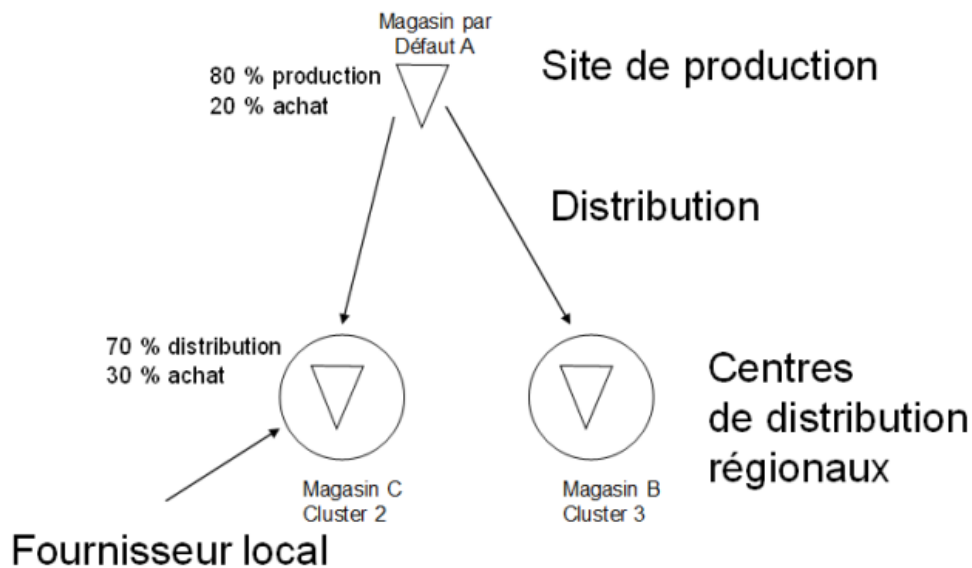 Magasin par
Défaut A
80 % production
20 % achat
Site de production
Distribution
70 % distribution
30 % achat
Centres
de distribution
régionaux
Magasin C
Cluster 2
Magasin B
Cluster 3
Fournisseur local